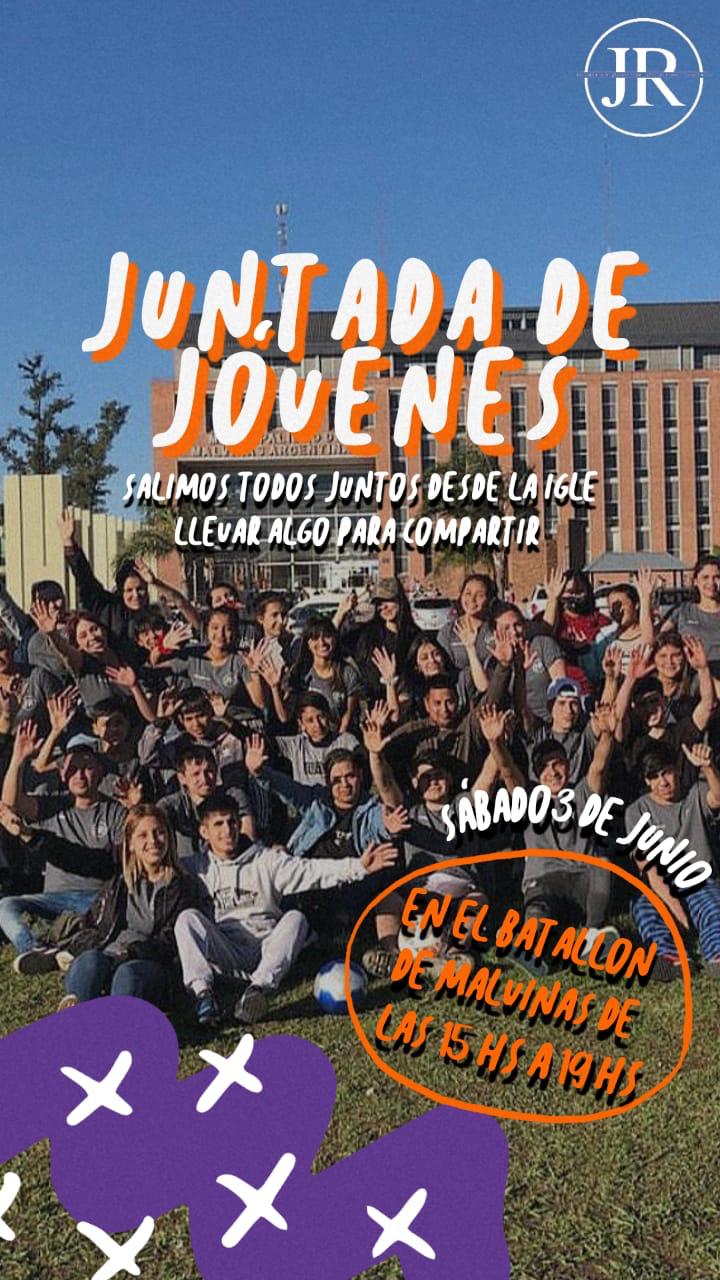 JR
JUNTADA DE
JÓVENES
SALIMOS TODOS JUNTOS DESDE LA IGLE
LLEVAR ALGO PARA COMPARTIR
SÁBADO 3 DE JUNIO
EN EL BATALLON
DE MALVINAS DE
LAS 15 HS A 19 HS